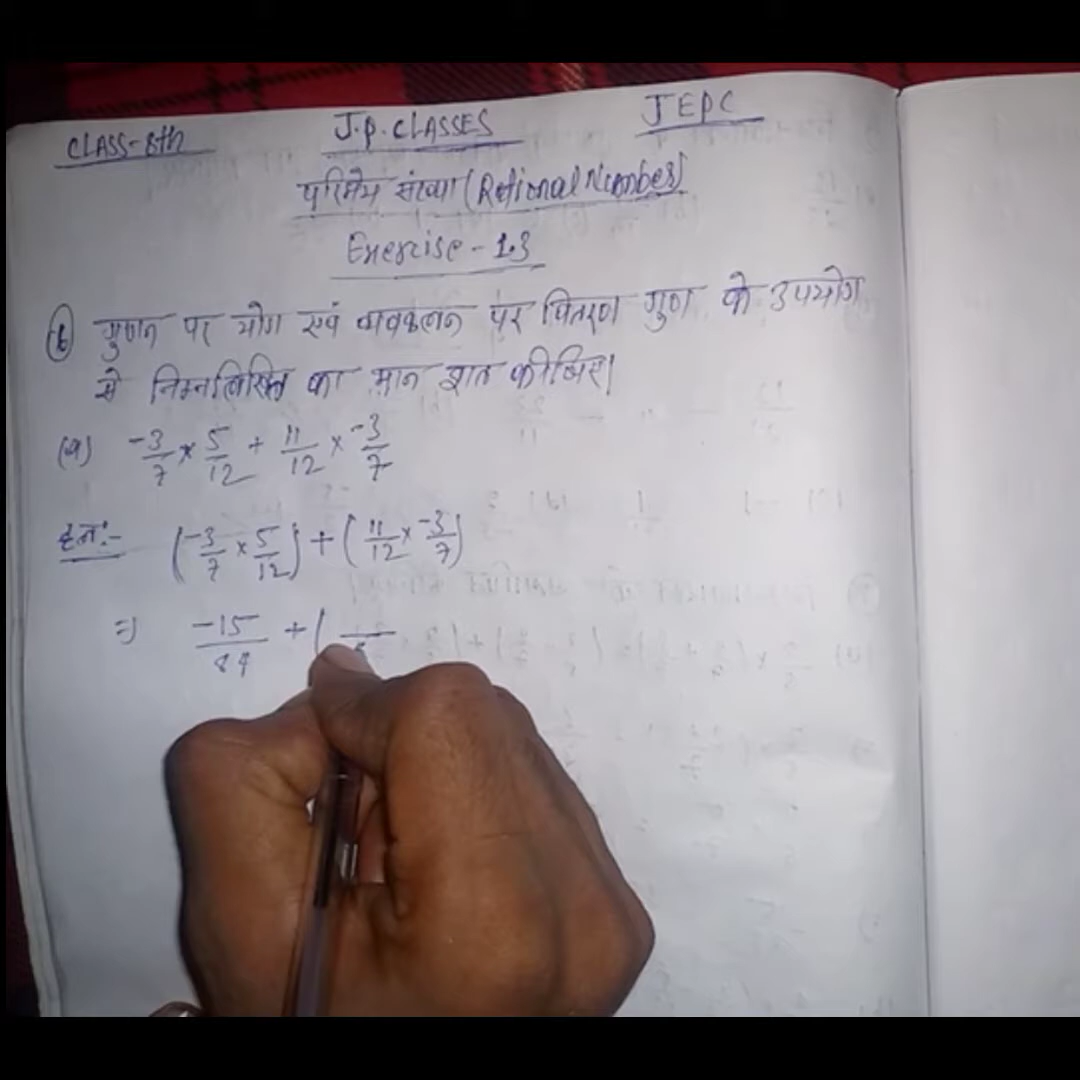 CLASS-8th J.P. CLASSES JEPC
परिमेय संख्या (Rational Number)
Exercise - 1.3
(6) गुणन पर योग एवं व्यवकलन पर वितरण गुण के उपयोग
से निम्नलिखित का मान ज्ञात कीजिए।
(a) -3/7 × 5/12 + 11/12 × -3/7
हल:- (-3/7 × 5/12) + (11/12 × -3/7)
=) -15/84 + (